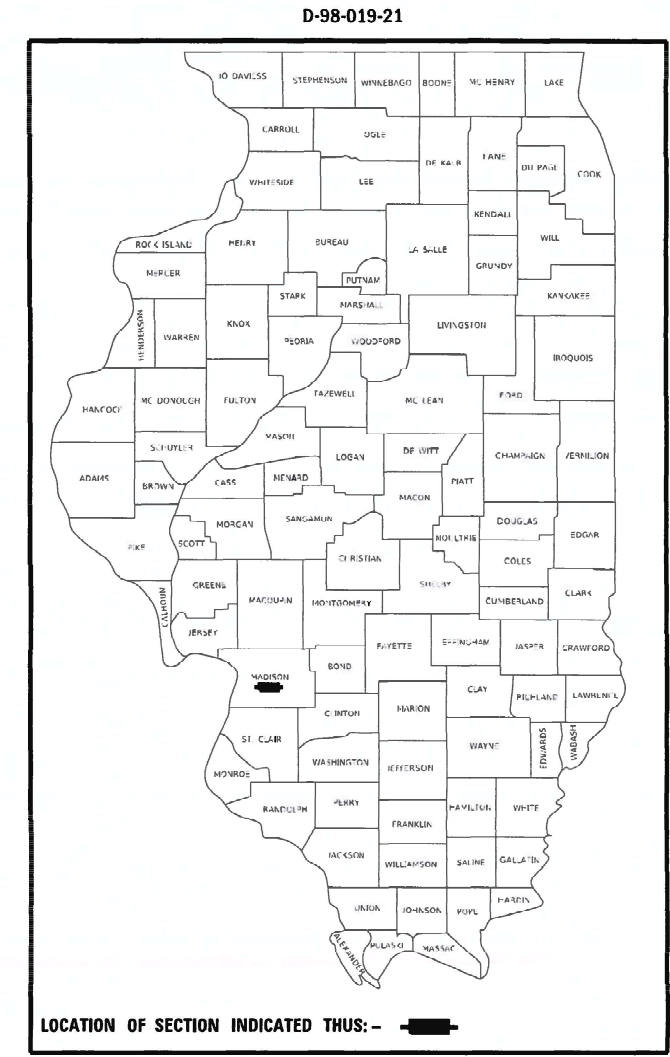 D-98-019-21
JO DAVIESS
STEPHENSON
WINNEBAGO
BOONE
MC HENRY
LAKE
CARROLL
OGLE
DE KALB
KANE
DU PAGE
COOK
WHITESIDE
LEE
KENDALL
WILL
ROCK ISLAND
HENRY
BUREAU
LA SALLE
GRUNDY
MERCER
PUTNAM
STARK
MARSHALL
KANKAKEE
HENDERSON
WARREN
KNOX
PEORIA
WOODFORD
LIVINGSTON
IROQUOIS
HANCOCK
MC DONOUGH
FULTON
TAZEWELL
MC LEAN
FORD
MASON
SCHUYLER
LOGAN
DE WITT
CHAMPAIGN
VERMILION
ADAMS
BROWN
CASS
MENARD
MACON
PIATT
PIKE
SCOTT
MORGAN
SANGAMON
CHRISTIAN
MOULTRIE
DOUGLAS
EDGAR
COLES
GREENE
MACOUPIN
MONTGOMERY
SHELBY
CUMBERLAND
CLARK
CALHOUN
JERSEY
FAYETTE
EFFINGHAM
JASPER
CRAWFORD
MADISON
BOND
CLAY
RICHLAND
LAWRENCE
CLINTON
MARION
ST. CLAIR
WAYNE
EDWARDS
WABASH
MONROE
WASHINGTON
JEFFERSON
RANDOLPH
PERRY
HAMILTON
WHITE
FRANKLIN
JACKSON
WILLIAMSON
SALINE
GALLATIN
UNION
JOHNSON
POPE
HARDIN
ALEXANDER
PULASKI
MASSAC
LOCATION OF SECTION INDICATED THUS: -